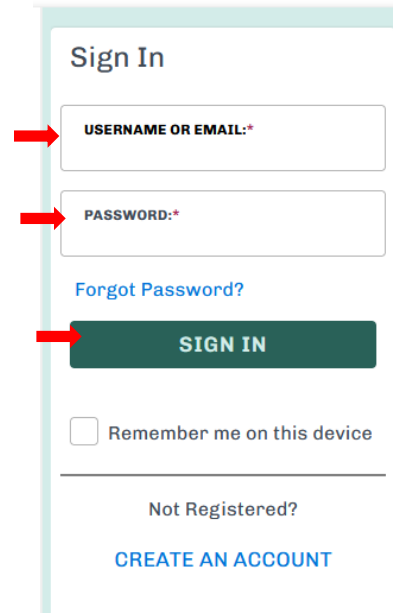 Sign In
USERNAME OR EMAIL:*
PASSWORD:*
Forgot Password?
SIGN IN
Remember me on this device
Not Registered?
CREATE AN ACCOUNT